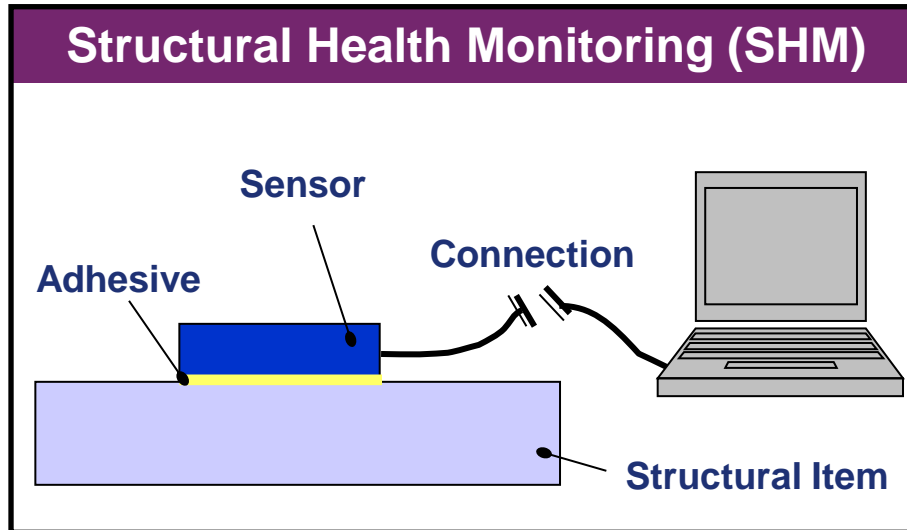 Structural Health Monitoring (SHM)
Sensor
Connection
Adhesive
Structural Item